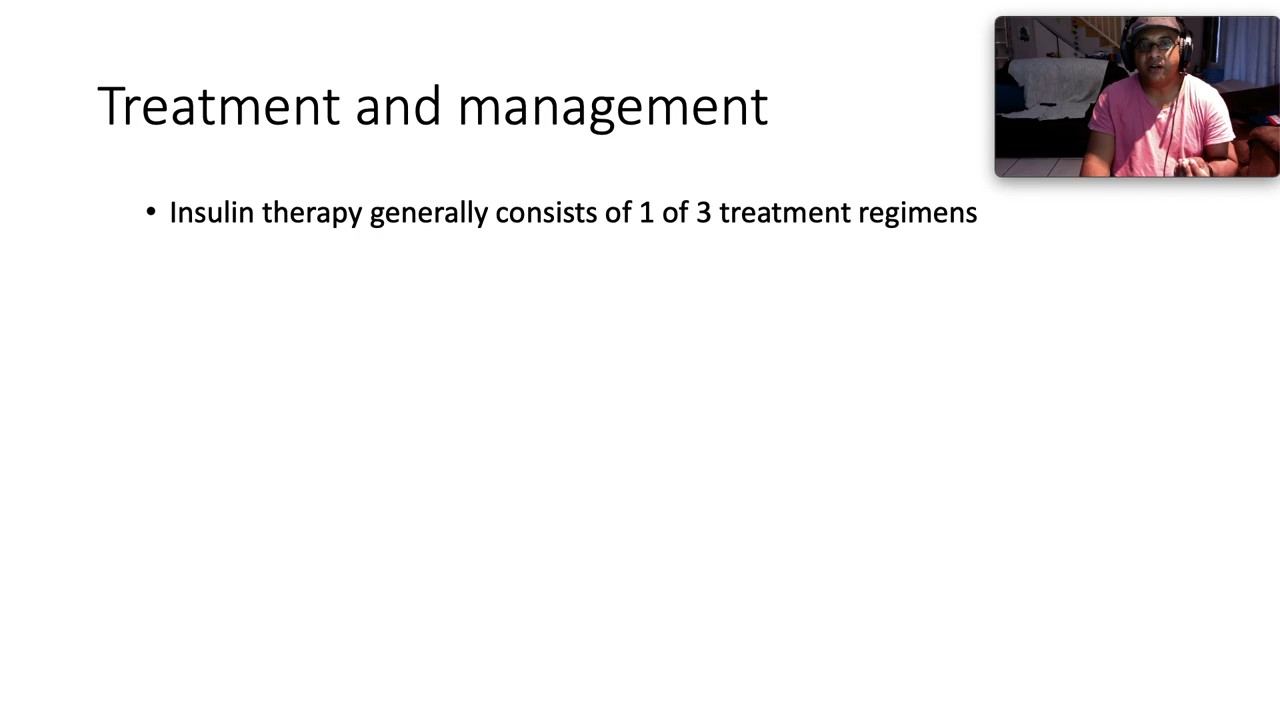 Treatment and management
• Insulin therapy generally consists of 1 of 3 treatment regimens